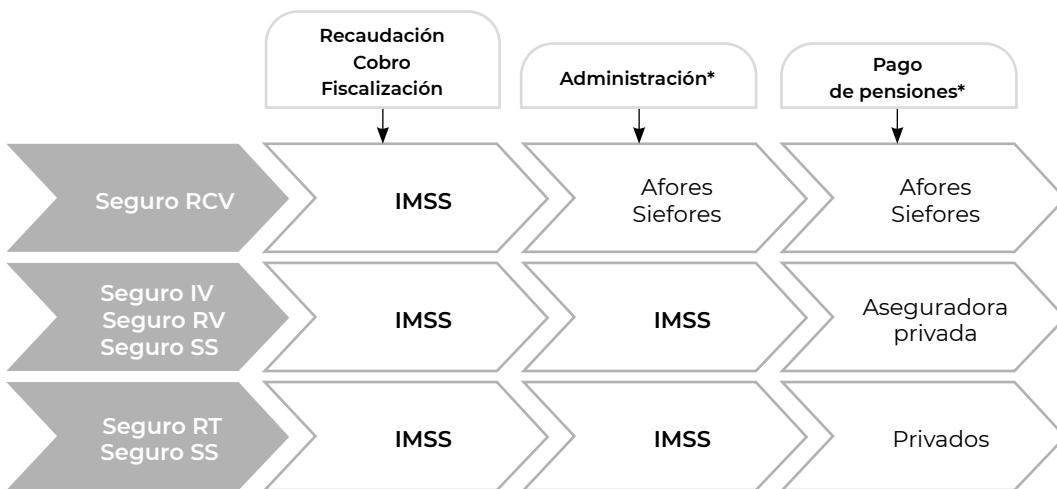 Recaudación
Cobro
Fiscalización
Administración*
Pago
de pensiones*
Seguro RCV
IMSS
Afores
Siefores
Afores
Siefores
Seguro IV
Seguro RV
Seguro SS
IMSS
IMSS
Aseguradora
privada
Seguro RT
Seguro SS
IMSS
IMSS
Privados